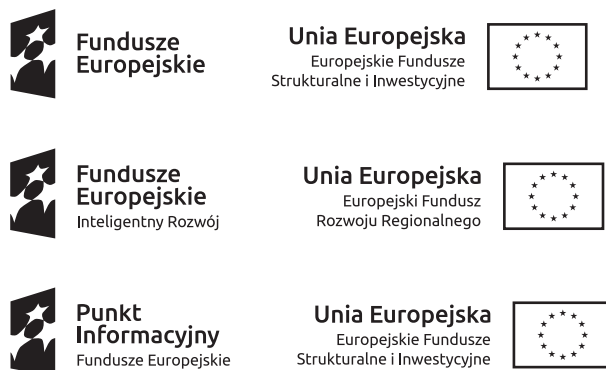 Fundusze
Europejskie
Unia Europejska
Europejskie Fundusze
Strukturalne i Inwestycyjne
Fundusze
Europejskie
Inteligentny Rozwój
Unia Europejska
Europejski Fundusz
Rozwoju Regionalnego
Punkt
Informacyjny
Fundusze Europejskie
Unia Europejska
Europejskie Fundusze
Strukturalne i Inwestycyjne